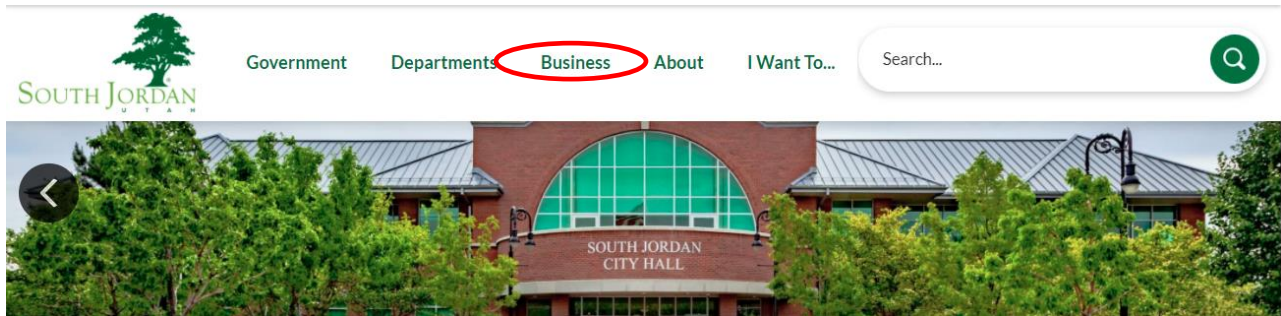 Government Departments Business About I Want To... Search...
SOUTH JORDAN
UTAH
SOUTH JORDAN
CITY HALL